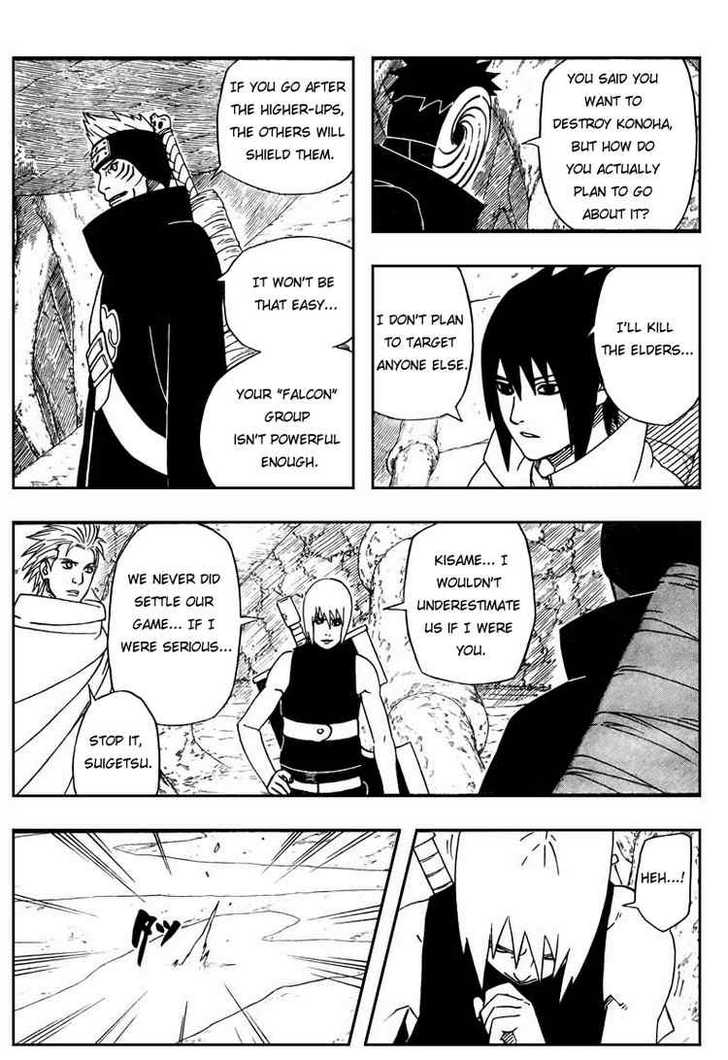 YOU SAID YOU
WANT TO
DESTROY KONOHA,
BUT HOW DO
YOU ACTUALLY
PLAN TO GO
ABOUT IT?
I'LL KILL
THE ELDERS...
I DON'T PLAN
TO TARGET
ANYONE ELSE.
IF YOU GO AFTER
THE HIGHER-UPS,
THE OTHERS WILL
SHIELD THEM.
IT WON'T BE
THAT EASY...
YOUR "FALCON"
GROUP
ISN'T POWERFUL
ENOUGH.
KISAME... I
WOULDN'T
UNDERESTIMATE
US IF I WERE
YOU.
WE NEVER DID
SETTLE OUR
GAME... IF I
WERE SERIOUS...
STOP IT,
SUIGETSU.
HEH...!
ダッ